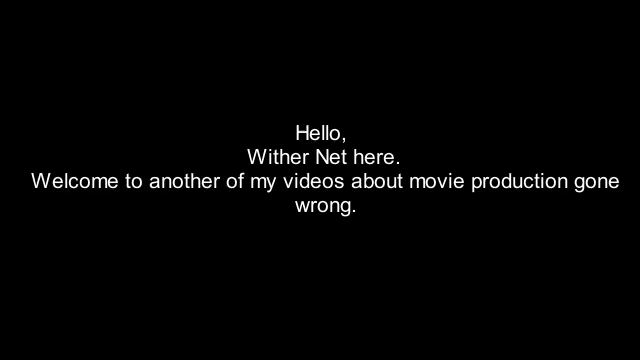 Hello,
Wither Net here.
Welcome to another of my videos about movie production gone
wrong.